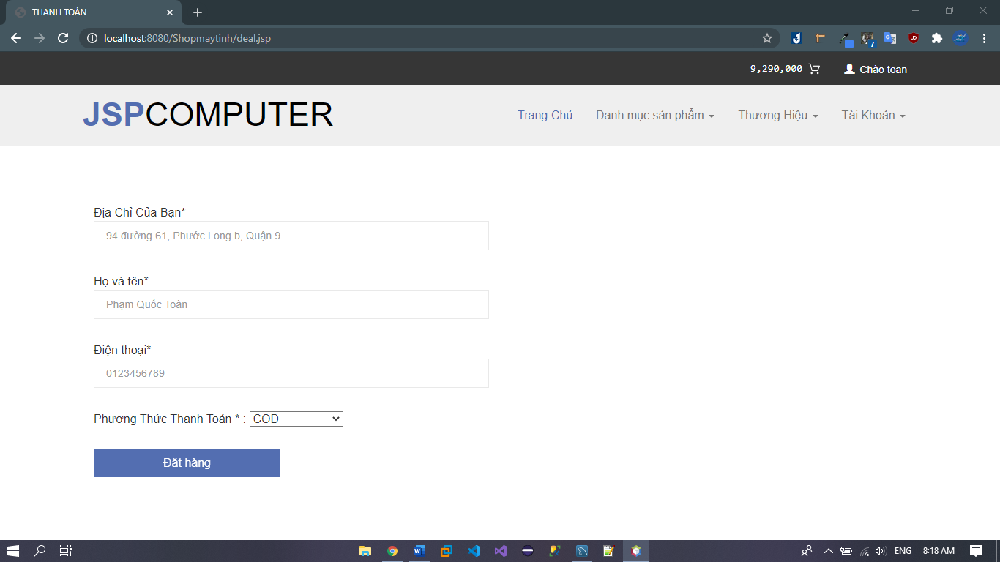 THANH TOÁN
localhost:8080/Shopmaytinh/deal.jsp
7
9,290,000 Chào toan
JSPCOMPUTER
Trang Chủ Danh mục sản phẩm Thương Hiệu Tài Khoản
Địa Chỉ Của Bạn*
94 đường 61, Phước Long b, Quận 9
Họ và tên*
Phạm Quốc Toàn
Điện thoại*
0123456789
Phương Thức Thanh Toán * : COD
Đặt hàng
ENG 8:18 AM